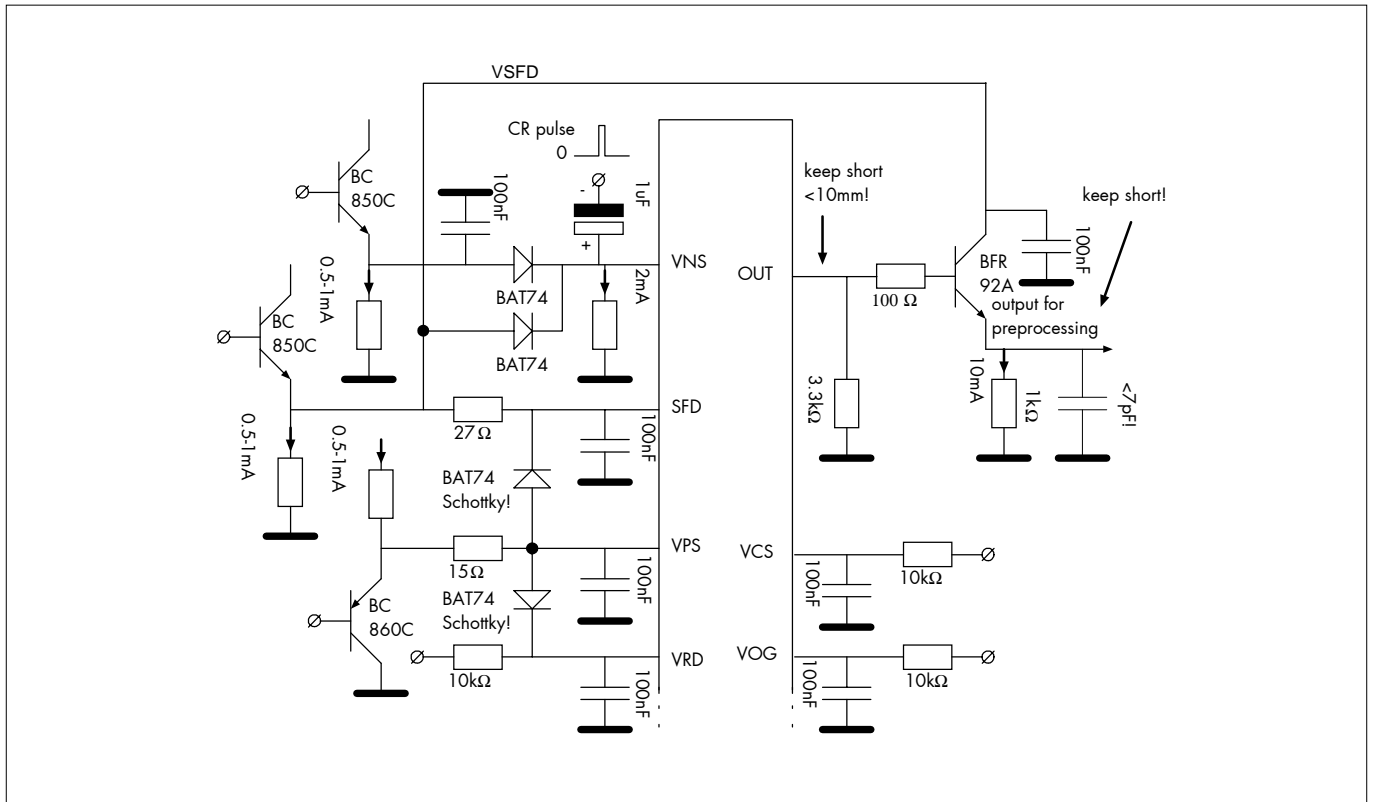 VSFD
CR pulse
0
-
+
1uF
100nF
BC
850C
0.5-1mA
BAT74
BAT74
VNS
2mA
BC
850C
0.5-1mA
0.5-1mA
27Ω
SFD
100nF
BAT74
Schottky!
15Ω
VPS
100nF
BAT74
Schottky!
BC
860C
10kΩ
VRD
100nF
OUT
keep short
<10mm!
100 Ω
3.3kΩ
BFR
92A
100nF
keep short!
output for
preprocessing
10mA
1kΩ
<7pF!
VCS
100nF
10kΩ
VOG
100nF
10kΩ